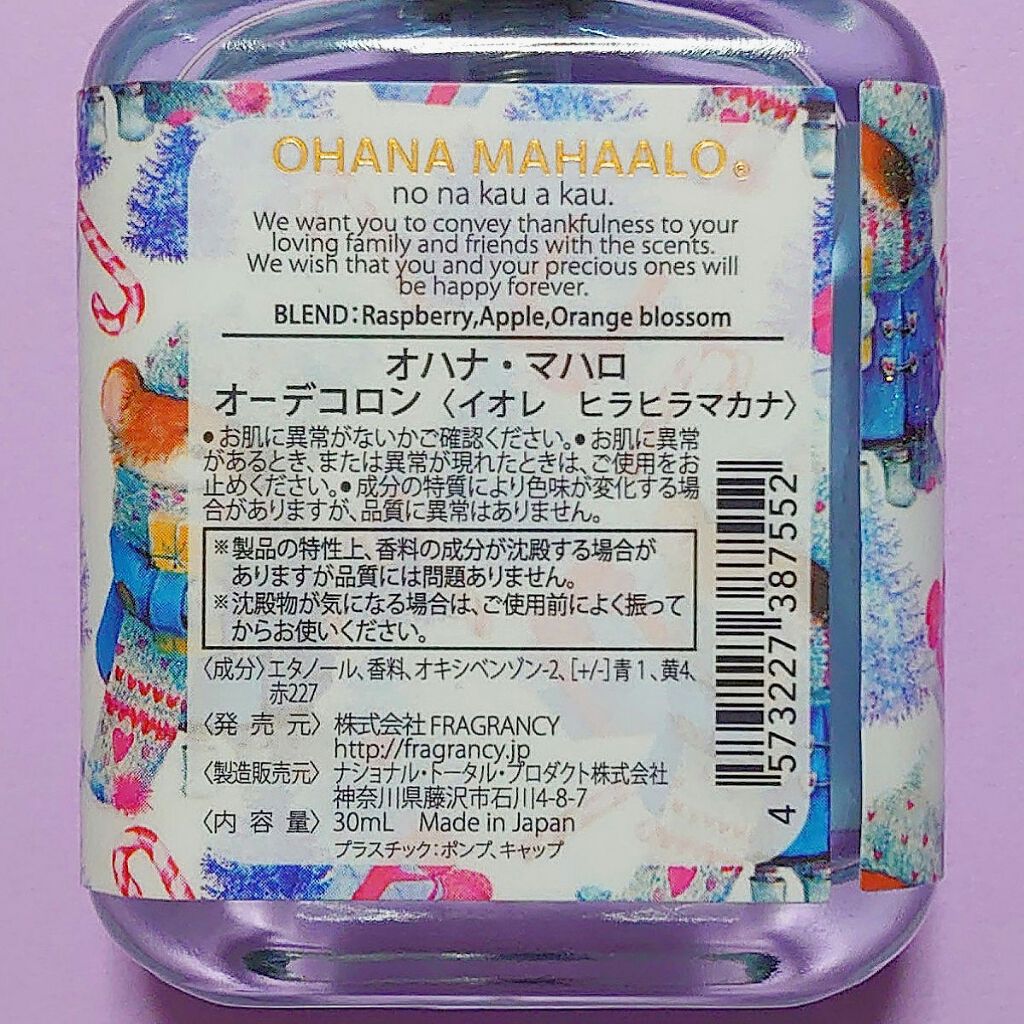 OHANA MAHAALO®
no na kau a kau.
We want you to convey thankfulness to your
loving family and friends with the scents.
We wish that you and your precious ones will
be happy forever.
BLEND：Raspberry,Apple,Orange blossom
オハナ・マハロ
オーデコロン〈イオレ　ヒラヒラマカナ〉
●お肌に異常がないかご確認ください。●お肌に異常
があるとき、または異常が現れたときは、ご使用をお
止めください。●成分の特質により色味が変化する場
合がありますが、品質に異常はありません。
※製品の特性上、香料の成分が沈殿する場合が
ありますが品質には問題ありません。
※沈殿物が気になる場合は、ご使用前によく振って
からお使いください。
〈成分〉エタノール、香料、オキシベンゾン-2、[+/-]青1、黄4、
赤227
〈発売元〉株式会社 FRAGRANCY
http://fragrancy.jp
〈製造販売元〉ナショナル・トータル・プロダクト株式会社
神奈川県藤沢市石川4-8-7
〈内容量〉30mL　Made in Japan
プラスチック：ポンプ、キャップ
4 573227 387552